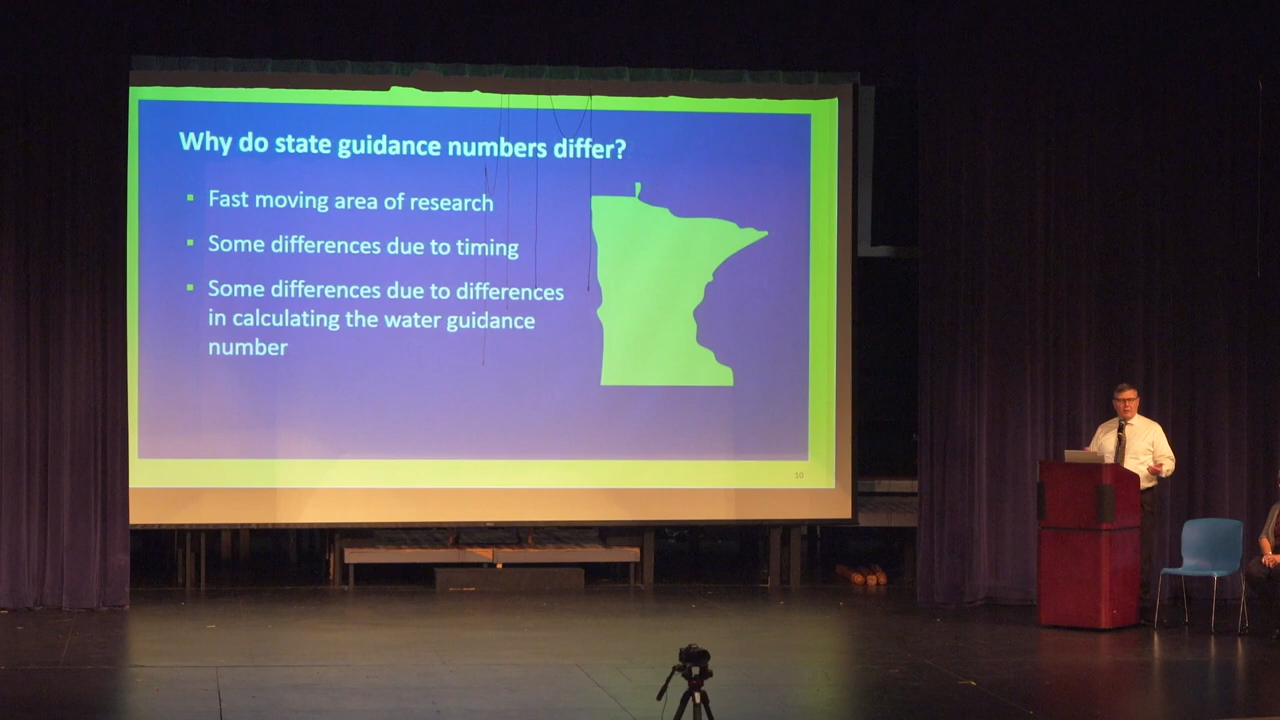 Why do state guidance numbers differ?
▪ Fast moving area of research
▪ Some differences due to timing
▪ Some differences due to differences
in calculating the water guidance
number
10